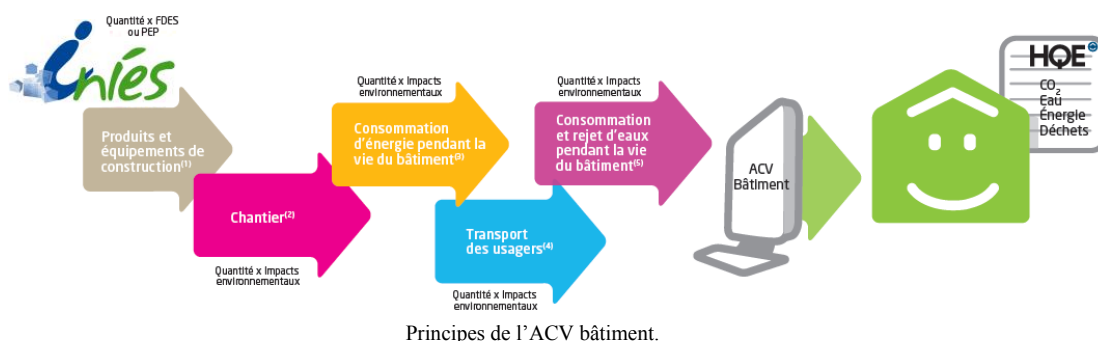 Quantité x FDES
ou PEP
iniés
Produits et
équipements de
construction(1)
Chantier(2)
Quantité x Impacts
environnementaux
Quantité x Impacts
environnementaux
Consommation
d'énergie pendant la
vie du bâtiment(3)
Transport
des usagers(4)
Quantité x Impacts
environnementaux
Quantité x Impacts
environnementaux
Consommation
et rejet d'eaux
pendant la vie
du bâtiment(5)
ACV
Bâtiment
HQE
CO2
Eau
Énergie
Déchets
Principes de l'ACV bâtiment.